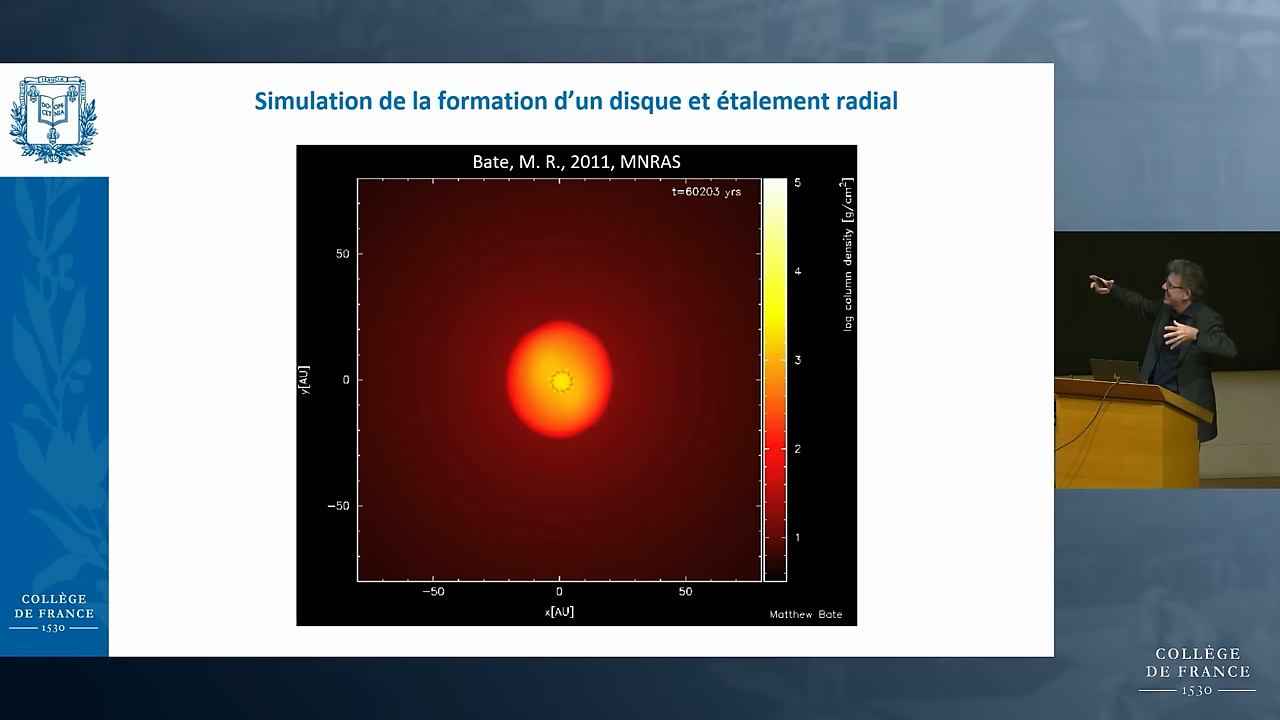 Simulation de la formation d'un disque et étalement radial
Bate, M. R., 2011, MNRAS
t=60203 yrs
log column density [g/cm²]
5
4
3
2
1
y[AU]
50
0
−50
−50
0
50
x[AU]
Matthew Bate
COLLÈGE
DE FRANCE
1530
COLLÈGE
DE FRANCE
1530